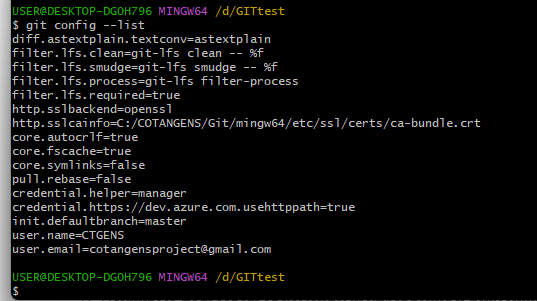 USER@DESKTOP-DGOH796 MINGW64 /d/GITtest
$ git config --list
diff.astextplain.textconv=astextplain
filter.lfs.clean=git-lfs clean -- %f
filter.lfs.smudge=git-lfs smudge -- %f
filter.lfs.process=git-lfs filter-process
filter.lfs.required=true
http.sslbackend=openssl
http.sslcainfo=C:/COTANGENS/Git/mingw64/etc/ssl/certs/ca-bundle.crt
core.autocrlf=true
core.fscache=true
core.symlinks=false
pull.rebase=false
credential.helper=manager
credential.https://dev.azure.com.usehttppath=true
init.defaultbranch=master
user.name=CTGENS
user.email=cotangensproject@gmail.com
USER@DESKTOP-DGOH796 MINGW64 /d/GITtest
$